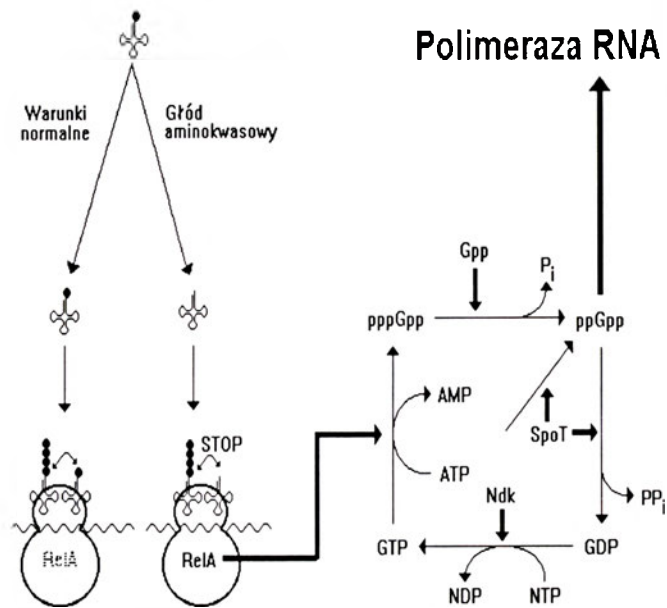 Polimeraza RNA
Warunki
normalne
Głód
aminokwasowy
Gpp
Pi
pppGpp
ppGpp
AMP
ATP
SpoT
STOP
Ndk
PPi
RelA
RelA
GTP
GDP
NDP
NTP